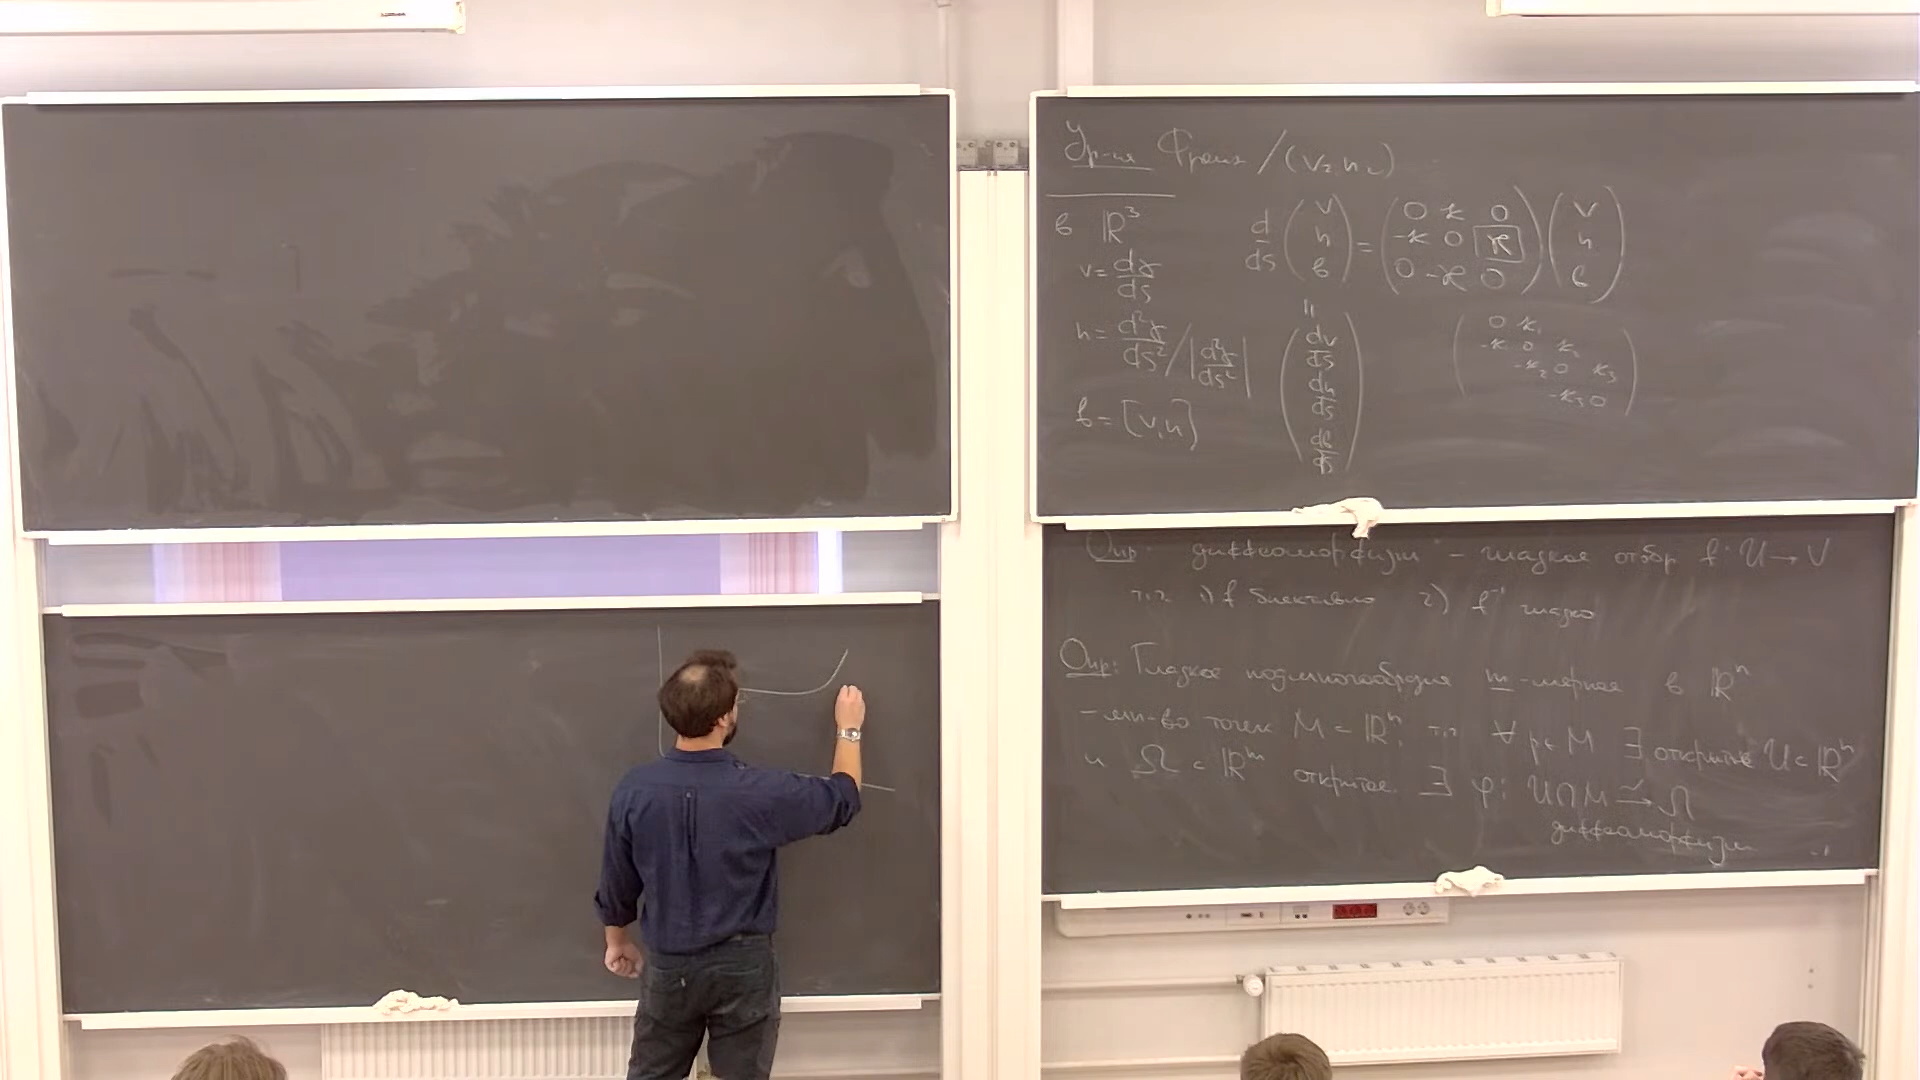 Ур-ия Френе
в ℝ³
v = dγ/ds
n = d²γ/ds² / |d²γ/ds²|
b = [v, n]
d/ds (v n b) = (0 k 0 -k 0 ϰ 0 -ϰ 0) (v n b)
॥
(dv/ds dn/ds db/ds)
(0 k₁ -k₁ 0 k₂ -k₂ 0 k₃ -k₃ 0)
Опр: диффеоморфизм - гладкое отобр f: U → V
т.ч. 1) f биективно 2) f⁻¹ гладко
Опр: Гладкое подмногообразие m-мерное в ℝⁿ
- мн-во точек M ⊂ ℝⁿ, т.ч. ∀ p ∈ M ∃ открытое U ⊂ ℝⁿ
и Ω ⊂ ℝᵐ открытое ∃ φ: U∩M ≅→ Ω
диффеоморфизм